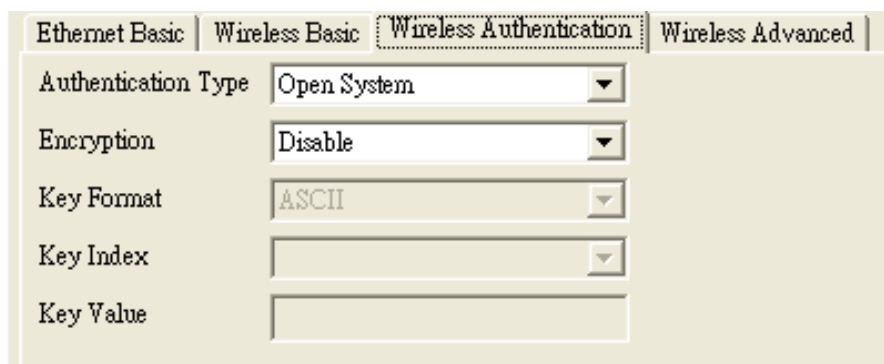 Ethernet Basic Wireless Basic Wireless Authentication Wireless Advanced
Authentication Type Open System
Encryption Disable
Key Format ASCII
Key Index
Key Value